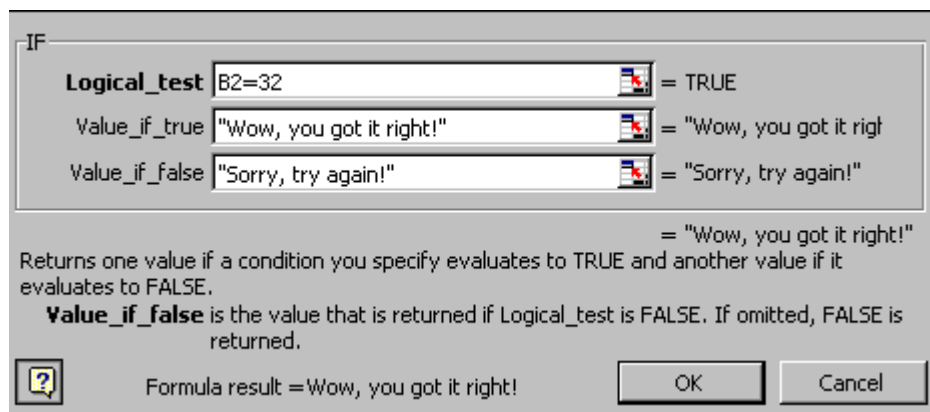 IF
Logical_test B2=32 = TRUE
Value_if_true "Wow, you got it right!" = "Wow, you got it righ
Value_if_false "Sorry, try again!" = "Sorry, try again!"
= "Wow, you got it right!"
Returns one value if a condition you specify evaluates to TRUE and another value if it
evaluates to FALSE.
Value_if_false is the value that is returned if Logical_test is FALSE. If omitted, FALSE is
returned.
? Formula result =Wow, you got it right! OK Cancel